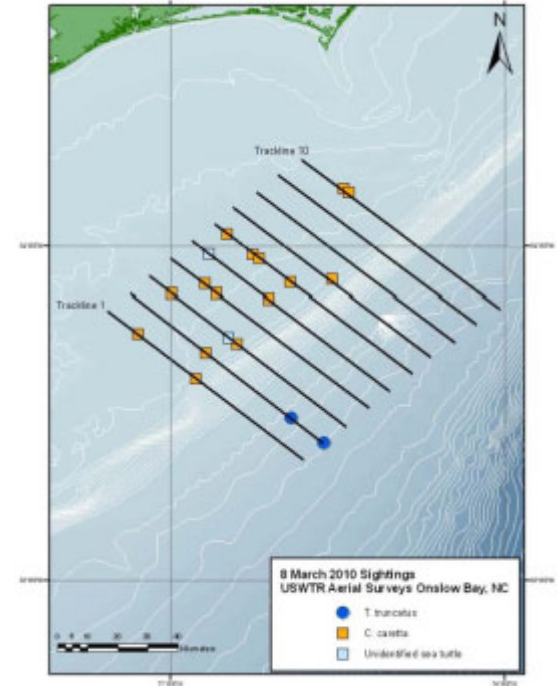 N
Trackline 10
Trackline 1
8 March 2010 Sightings
USWTR Aerial Surveys Onslow Bay, NC
T. truncatus
C. caretta
Unidentified sea turtle